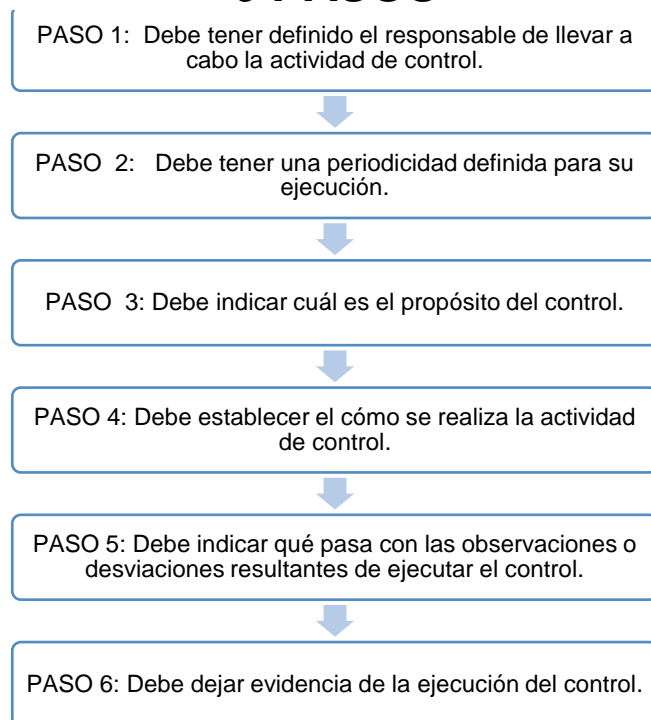 PASO 1: Debe tener definido el responsable de llevar a
cabo la actividad de control.
PASO 2: Debe tener una periodicidad definida para su
ejecución.
PASO 3: Debe indicar cuál es el propósito del control.
PASO 4: Debe establecer el cómo se realiza la actividad
de control.
PASO 5: Debe indicar qué pasa con las observaciones o
desviaciones resultantes de ejecutar el control.
PASO 6: Debe dejar evidencia de la ejecución del control.